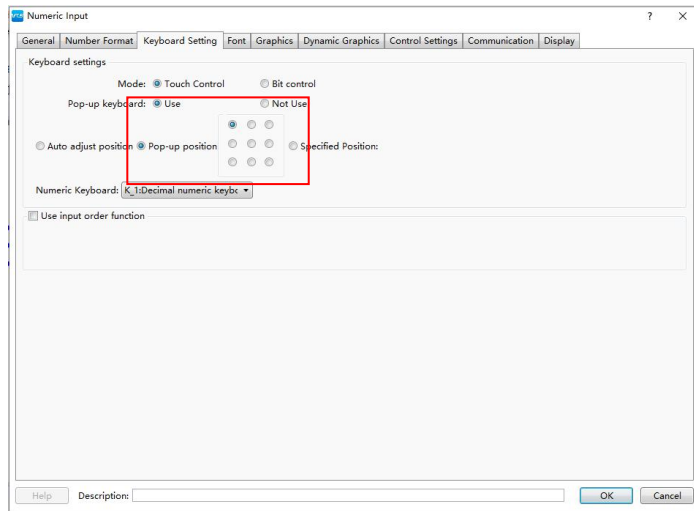 Numeric Input ? X
General Number Format Keyboard Setting Font Graphics Dynamic Graphics Control Settings Communication Display
Keyboard settings
Mode: Touch Control Bit control
Pop-up keyboard: Use Not Use
Auto adjust position Pop-up position Specified Position:
Numeric Keyboard: K_1:Decimal numeric keybc
Use input order function
Help Description: OK Cancel